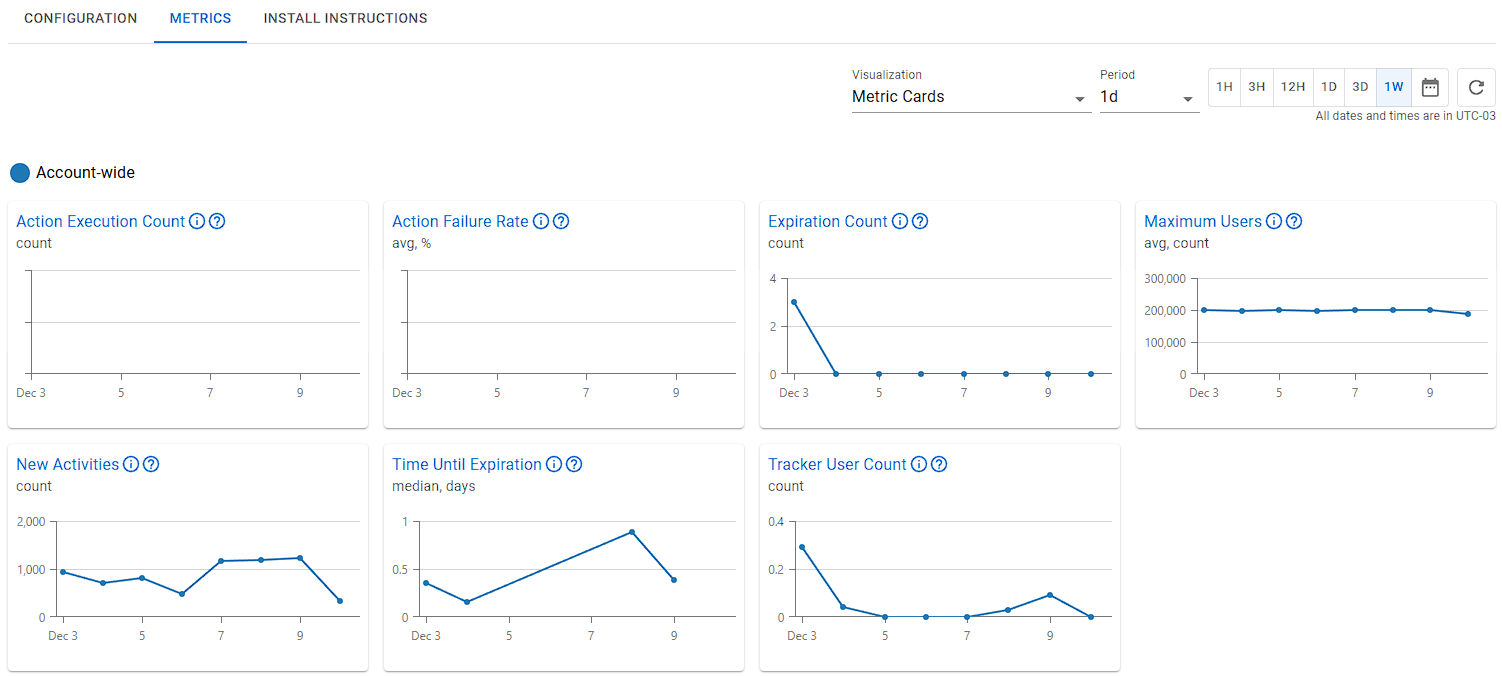 CONFIGURATION METRICS INSTALL INSTRUCTIONS
Visualization Period
Metric Cards 1d 1H 3H 12H 1D 3D 1W
All dates and times are in UTC-03
Account-wide
Action Execution Count
count
Dec 3 5 7 9
Action Failure Rate
avg, %
Dec 3 5 7 9
Expiration Count
count
4
2
0
Dec 3 5 7 9
Maximum Users
avg, count
300,000
200,000
100,000
0
Dec 3 5 7 9
New Activities
count
2,000
1,000
0
Dec 3 5 7 9
Time Until Expiration
median, days
1
0.5
0
Dec 3 5 7 9
Tracker User Count
count
0.4
0.2
0
Dec 3 5 7 9